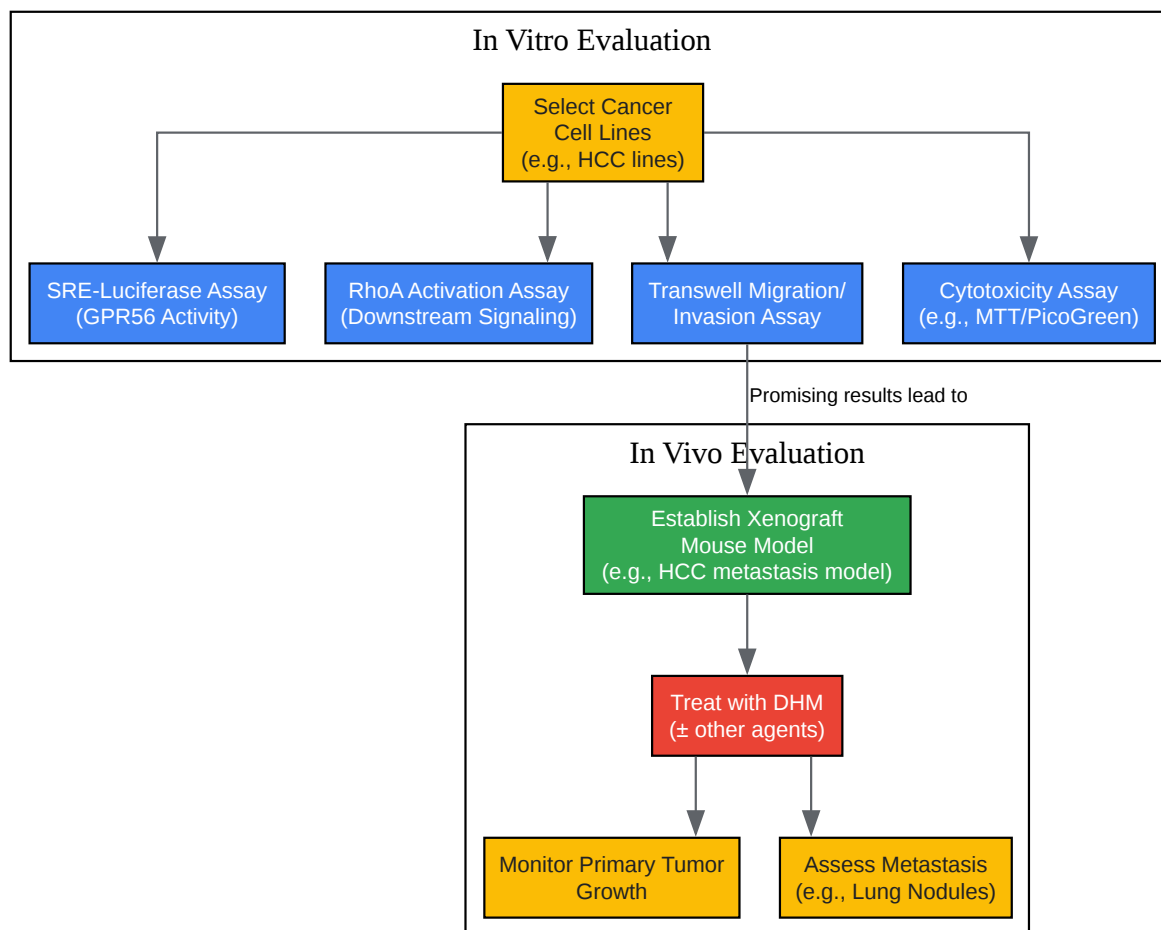 In Vitro Evaluation
Select Cancer
Cell Lines
(e.g., HCC lines)
SRE-Luciferase Assay
(GPR56 Activity)
RhoA Activation Assay
(Downstream Signaling)
Transwell Migration/
Invasion Assay
Cytotoxicity Assay
(e.g., MTT/PicoGreen)
Promising results lead to
In Vivo Evaluation
Establish Xenograft
Mouse Model
(e.g., HCC metastasis model)
Treat with DHM
(± other agents)
Monitor Primary Tumor
Growth
Assess Metastasis
(e.g., Lung Nodules)